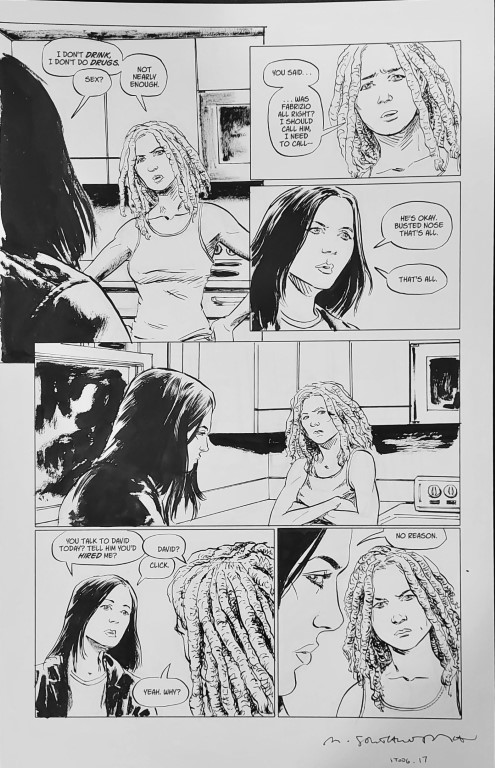 I DON'T DRINK,
I DON'T DO DRUGS.
SEX?
NOT
NEARLY
ENOUGH.
YOU SAID...
...WAS
FABRIZIO
ALL RIGHT?
I SHOULD
CALL HIM,
I NEED
TO CALL--
HE'S OKAY.
BUSTED NOSE
THAT'S ALL.
THAT'S ALL.
YOU TALK TO DAVID
TODAY? TELL HIM YOU'D
HIRED ME?
DAVID?
CLICK.
YEAH. WHY?
NO REASON.